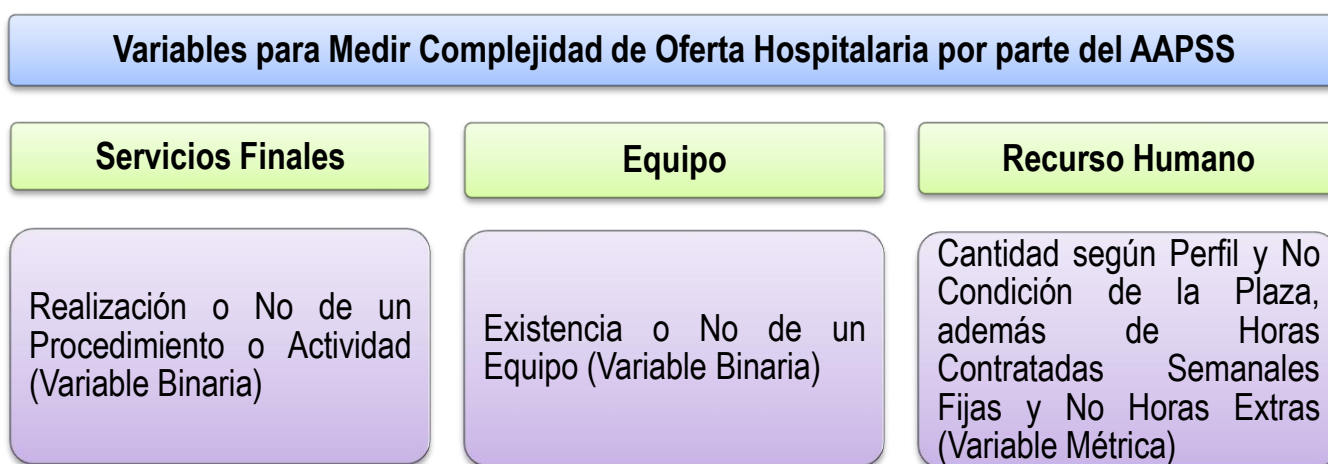 Variables para Medir Complejidad de Oferta Hospitalaria por parte del AAPSS
Servicios Finales
Realización o No de un
Procedimiento o Actividad
(Variable Binaria)
Equipo
Existencia o No de un
Equipo (Variable Binaria)
Recurso Humano
Cantidad según Perfil y No
Condición de la Plaza,
además de Horas
Contratadas Semanales
Fijas y No Horas Extras
(Variable Métrica)